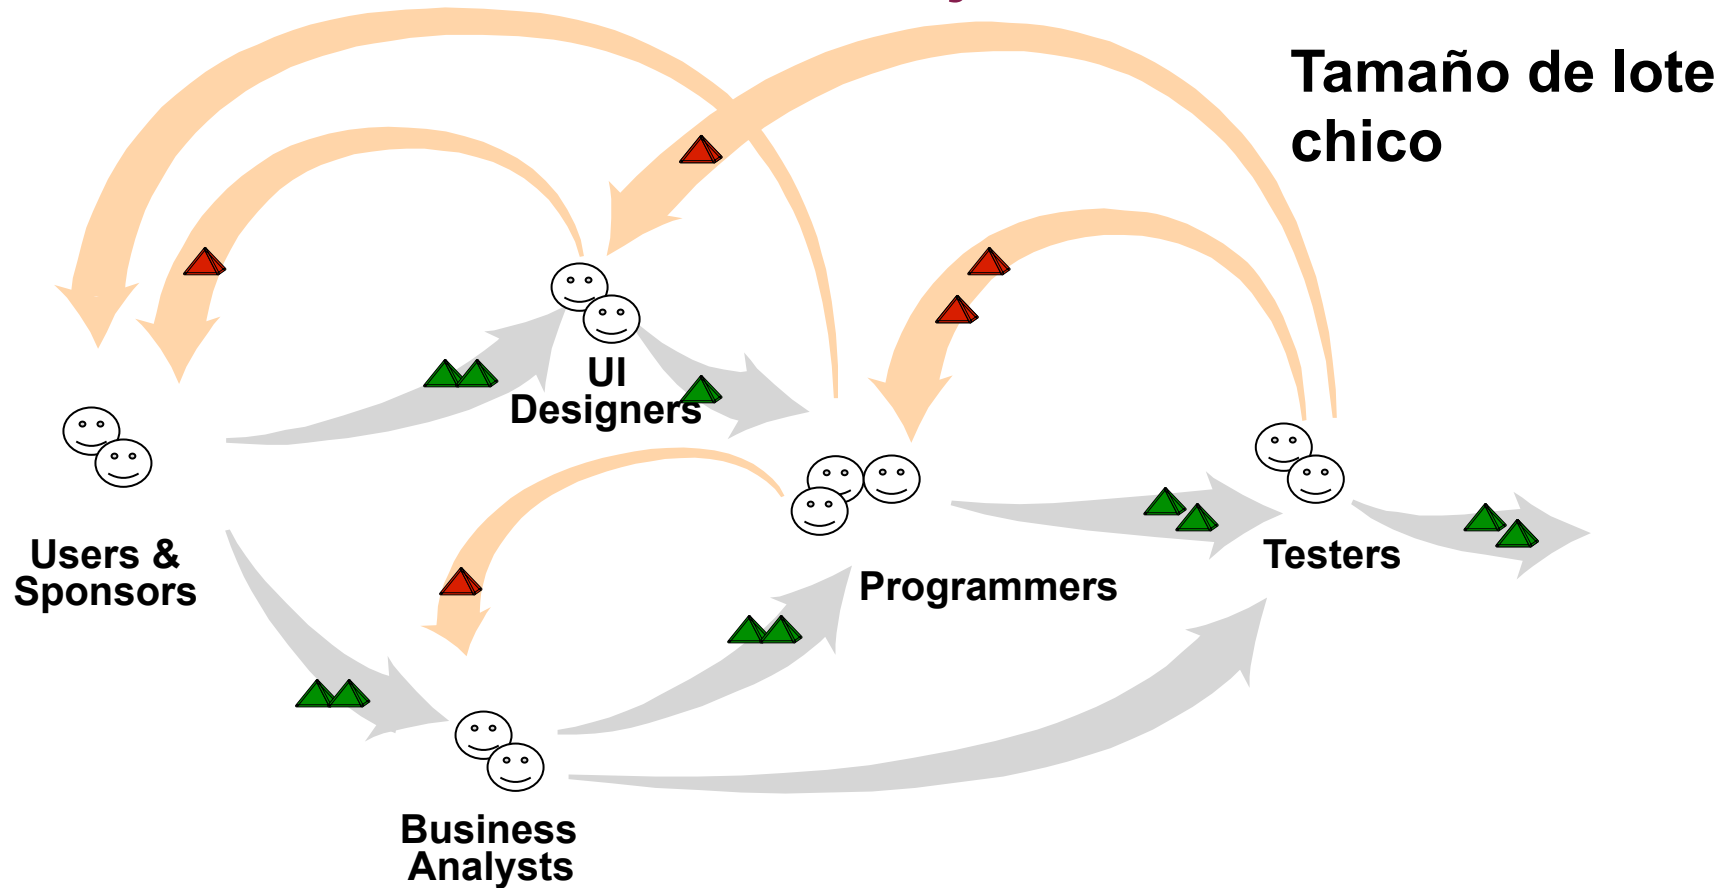 Tamaño de lote
chico
UI
Designers
Users &
Sponsors
Programmers
Testers
Business
Analysts